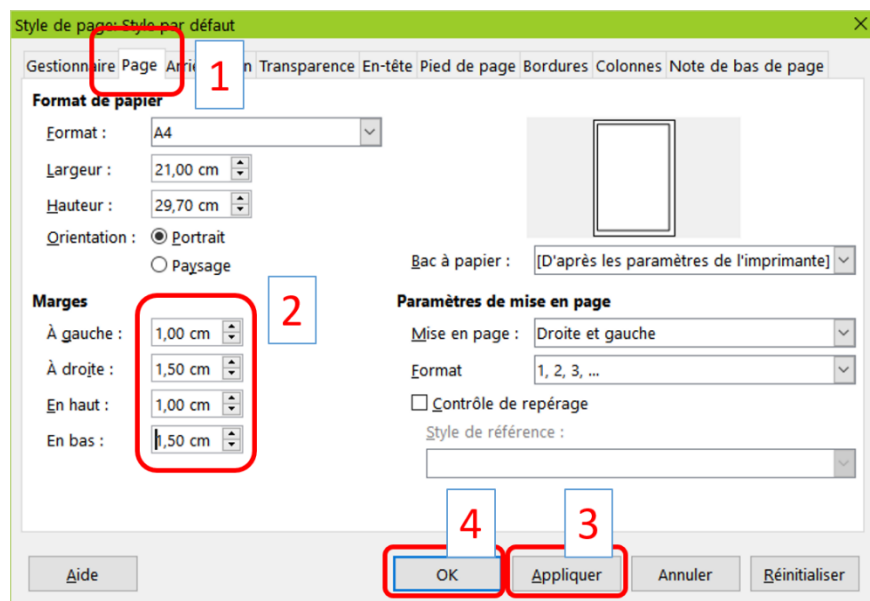 Style de page: Style par défaut
Gestionnaire Page n Transparence En-tête Pied de page Bordures Colonnes Note de bas de page
1
Format de papier
Format : A4
Largeur : 21,00 cm
Hauteur : 29,70 cm
Orientation : Portrait
Paysage
Bac à papier : [D'après les paramètres de l'imprimante]
2
Marges
Paramètres de mise en page
À gauche : 1,00 cm
Mise en page : Droite et gauche
À droite : 1,50 cm
Format 1, 2, 3, ...
En haut : 1,00 cm
Contrôle de repérage
En bas : 1,50 cm
Style de référence :
4 3
Aide OK Appliquer Annuler Réinitialiser